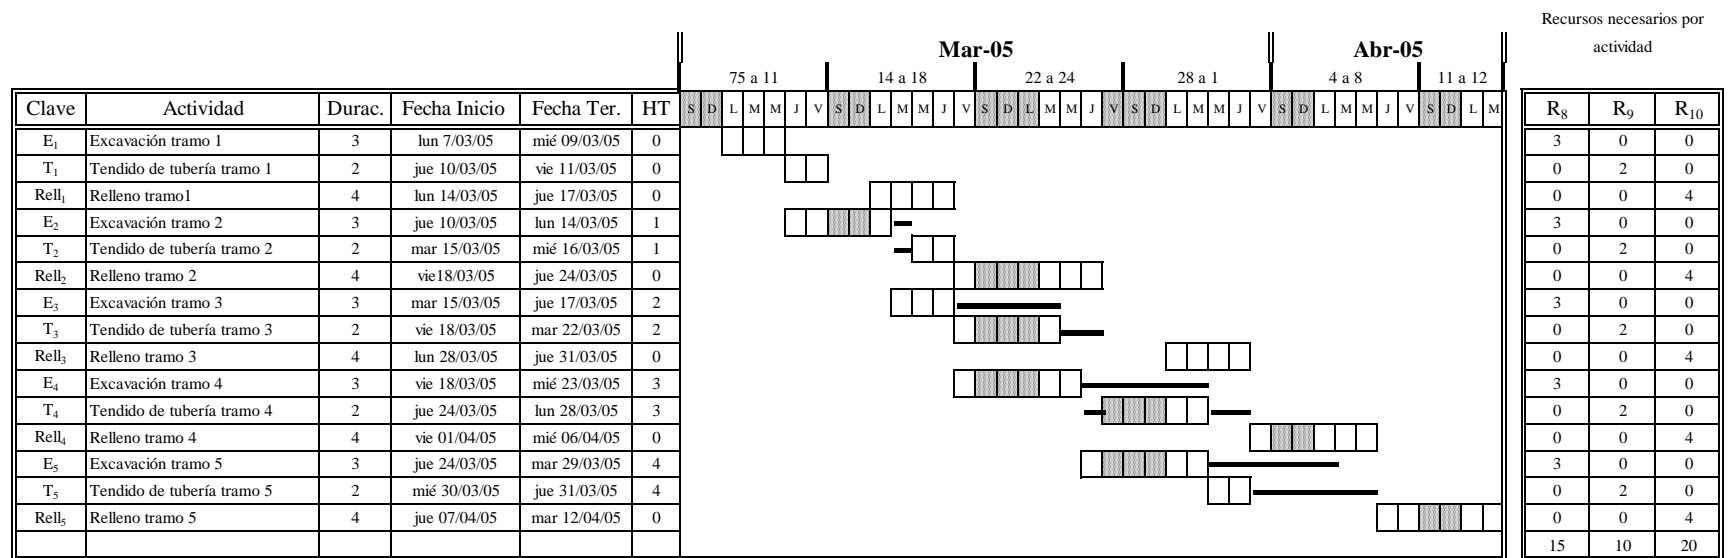 Recursos necesarios por
actividad
Mar-05 Abr-05
75 a 11 14 a 18 22 a 24 28 a 1 4 a 8 11 a 12
Clave Actividad Durac. Fecha Inicio Fecha Ter. HT S D L M M J V S D L M M J V S D L M M J V S D L M M J V S D L M M J V S D L M R8 R9 R10
E1 Excavación tramo 1 3 lun 7/03/05 mié 09/03/05 0 3 0 0
T1 Tendido de tubería tramo 1 2 jue 10/03/05 vie 11/03/05 0 0 2 0
Rell1 Relleno tramo1 4 lun 14/03/05 jue 17/03/05 0 0 0 4
E2 Excavación tramo 2 3 jue 10/03/05 lun 14/03/05 1 3 0 0
T2 Tendido de tubería tramo 2 2 mar 15/03/05 mié 16/03/05 1 0 2 0
Rell2 Relleno tramo 2 4 vie18/03/05 jue 24/03/05 0 0 0 4
E3 Excavación tramo 3 3 mar 15/03/05 jue 17/03/05 2 3 0 0
T3 Tendido de tubería tramo 3 2 vie 18/03/05 mar 22/03/05 2 0 2 0
Rell3 Relleno tramo 3 4 lun 28/03/05 jue 31/03/05 0 0 0 4
E4 Excavación tramo 4 3 vie 18/03/05 mié 23/03/05 3 3 0 0
T4 Tendido de tubería tramo 4 2 jue 24/03/05 lun 28/03/05 3 0 2 0
Rell4 Relleno tramo 4 4 vie 01/04/05 mié 06/04/05 0 0 0 4
E5 Excavación tramo 5 3 jue 24/03/05 mar 29/03/05 4 3 0 0
T5 Tendido de tubería tramo 5 2 mié 30/03/05 jue 31/03/05 4 0 2 0
Rell5 Relleno tramo 5 4 jue 07/04/05 mar 12/04/05 0 0 0 4
15 10 20